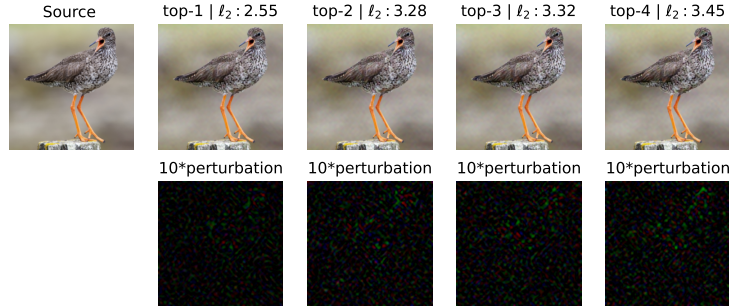 Source
top-1 | ℓ₂ : 2.55
top-2 | ℓ₂ : 3.28
top-3 | ℓ₂ : 3.32
top-4 | ℓ₂ : 3.45
10*perturbation
10*perturbation
10*perturbation
10*perturbation